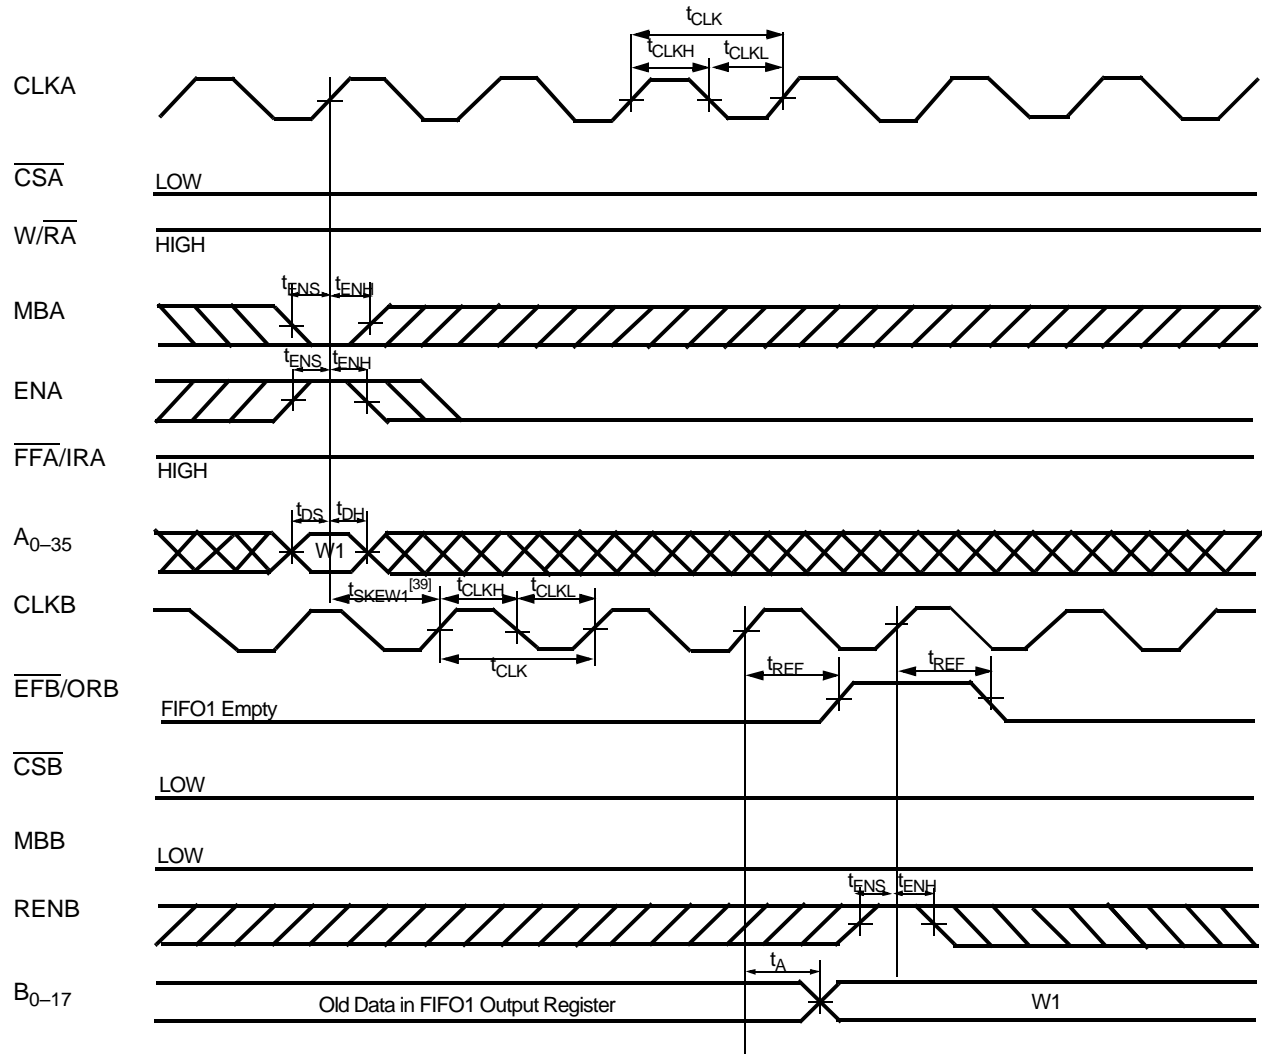 tCLK
tCLKH tCLKL
CLKA
CSA
LOW
W/RA
HIGH
tENS tENH
MBA
tENS tENH
ENA
FFA/IRA
HIGH
tDS tDH
A0–35
W1
tSKEW1[39] tCLKH tCLKL
CLKB
tCLK
tREF tREF
EFB/ORB
FIFO1 Empty
CSB
LOW
MBB
LOW
tENS tENH
RENB
tA
B0–17
Old Data in FIFO1 Output Register W1